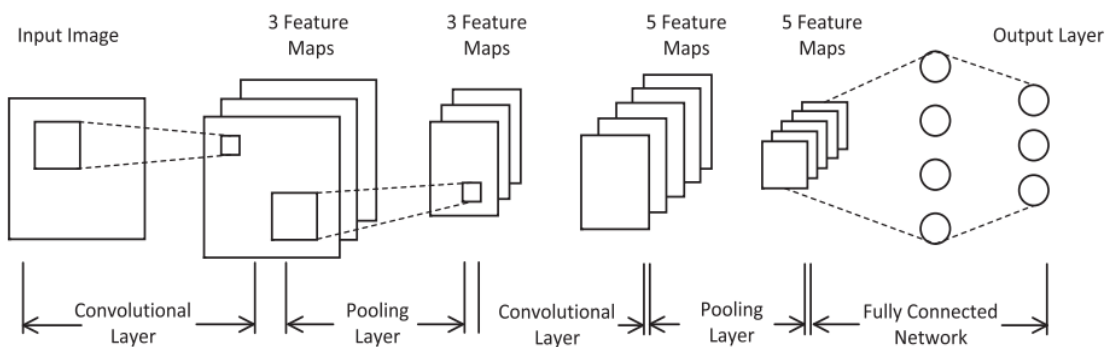 Input Image
3 Feature
Maps
3 Feature
Maps
5 Feature
Maps
5 Feature
Maps
Output Layer
Convolutional
Layer
Pooling
Layer
Convolutional
Layer
Pooling
Layer
Fully Connected
Network